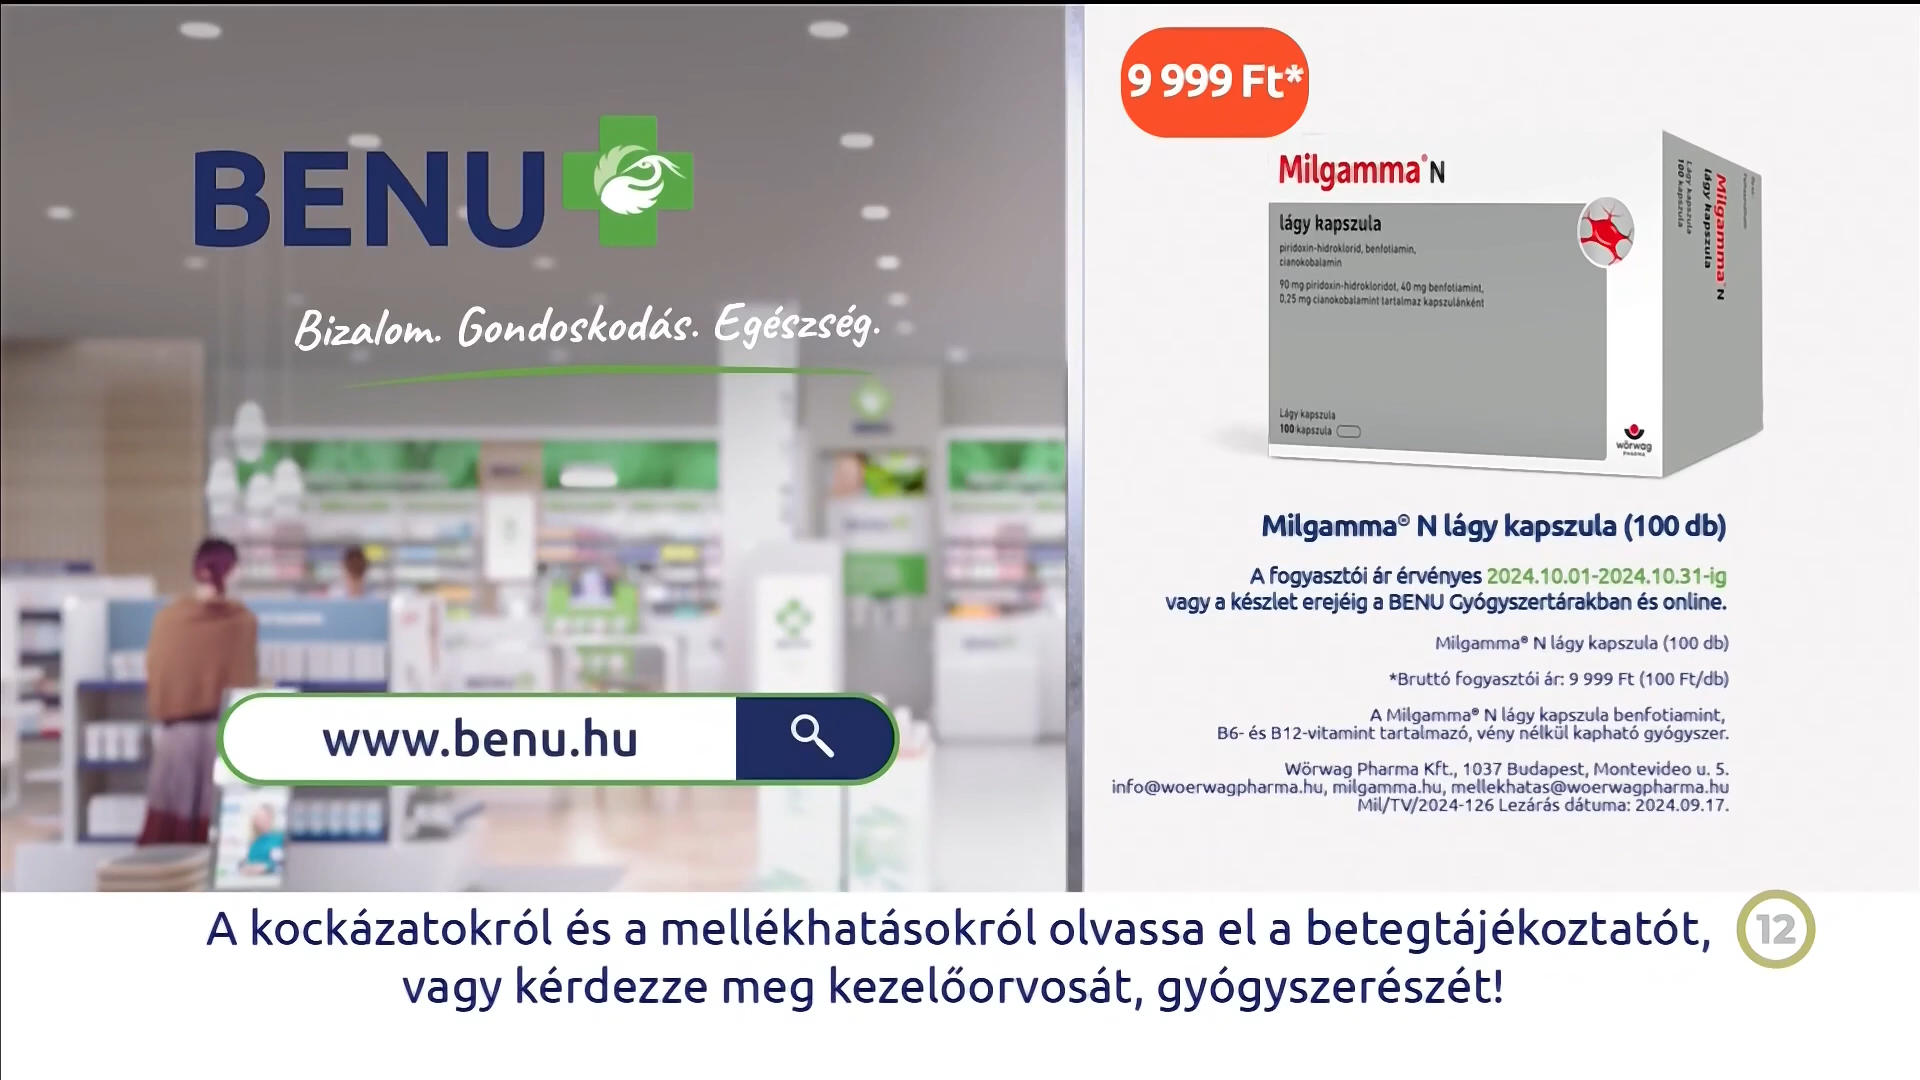 BENU
Bizalom. Gondoskodás. Egészség.
www.benu.hu
9 999 Ft*
Milgamma® N
lágy kapszula
piridoxin-hidroklorid, benfotiamin,
cianokobalamin
90 mg piridoxin-hidrokloridot, 40 mg benfotiamint,
0,25 mg cianokobalamint tartalmaz kapszulánként
Lágy kapszula
100 kapszula
wörwag
PHARMA
Milgamma® N
lágy kapszula
Lágy kapszula
100 kapszula
Milgamma® N lágy kapszula (100 db)
A fogyasztói ár érvényes 2024.10.01-2024.10.31-ig
vagy a készlet erejéig a BENU Gyógyszertárakban és online.
Milgamma® N lágy kapszula (100 db)
*Bruttó fogyasztói ár: 9 999 Ft (100 Ft/db)
A Milgamma® N lágy kapszula benfotiamint,
B6- és B12-vitamint tartalmazó, vény nélkül kapható gyógyszer.
Wörwag Pharma Kft., 1037 Budapest, Montevideo u. 5.
info@woerwagpharma.hu, milgamma.hu, mellekhatas@woerwagpharma.hu
Mil/TV/2024-126 Lezárás dátuma: 2024.09.17.
A kockázatokról és a mellékhatásokról olvassa el a betegtájékoztatót,
vagy kérdezze meg kezelőorvosát, gyógyszerészét!
12